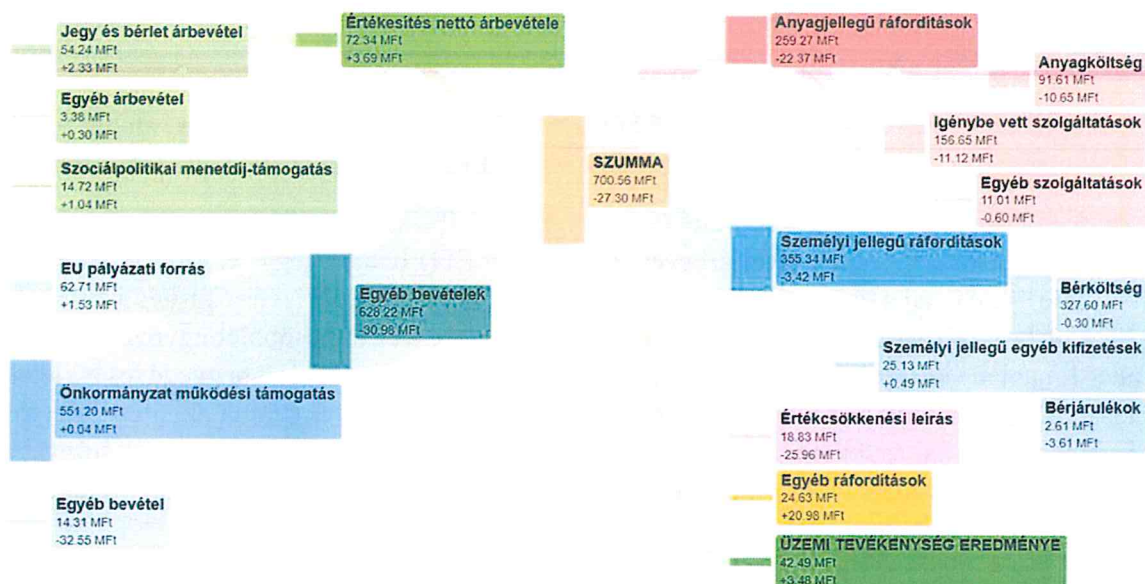 Jegy és bérlet árbevétel
54.24 MFt
+2.33 MFt
Egyéb árbevétel
3.38 MFt
+0.30 MFt
Szociálpolitikai menetdíj-támogatás
14.72 MFt
+1.04 MFt
EU pályázati forrás
62.71 MFt
+1.53 MFt
Önkormányzat működési támogatás
551.20 MFt
+0.04 MFt
Egyéb bevétel
14.31 MFt
-32.55 MFt
Értékesítés nettó árbevétele
72.34 MFt
+3.69 MFt
Egyéb bevételek
628.22 MFt
-30.98 MFt
SZUMMA
700.56 MFt
-27.30 MFt
Anyagjellegű ráfordítások
259.27 MFt
-22.37 MFt
Anyagköltség
91.61 MFt
-10.65 MFt
Igénybe vett szolgáltatások
156.65 MFt
-11.12 MFt
Egyéb szolgáltatások
11.01 MFt
-0.60 MFt
Személyi jellegű ráfordítások
355.34 MFt
-3.42 MFt
Bérköltség
327.60 MFt
-0.30 MFt
Személyi jellegű egyéb kifizetések
25.13 MFt
+0.49 MFt
Bérjárulékok
2.61 MFt
-3.61 MFt
Értékcsökkenési leírás
18.83 MFt
-25.96 MFt
Egyéb ráfordítások
24.63 MFt
+20.98 MFt
ÜZEMI TEVÉKENYSÉG EREDMÉNYE
42.49 MFt
+3.48 MFt